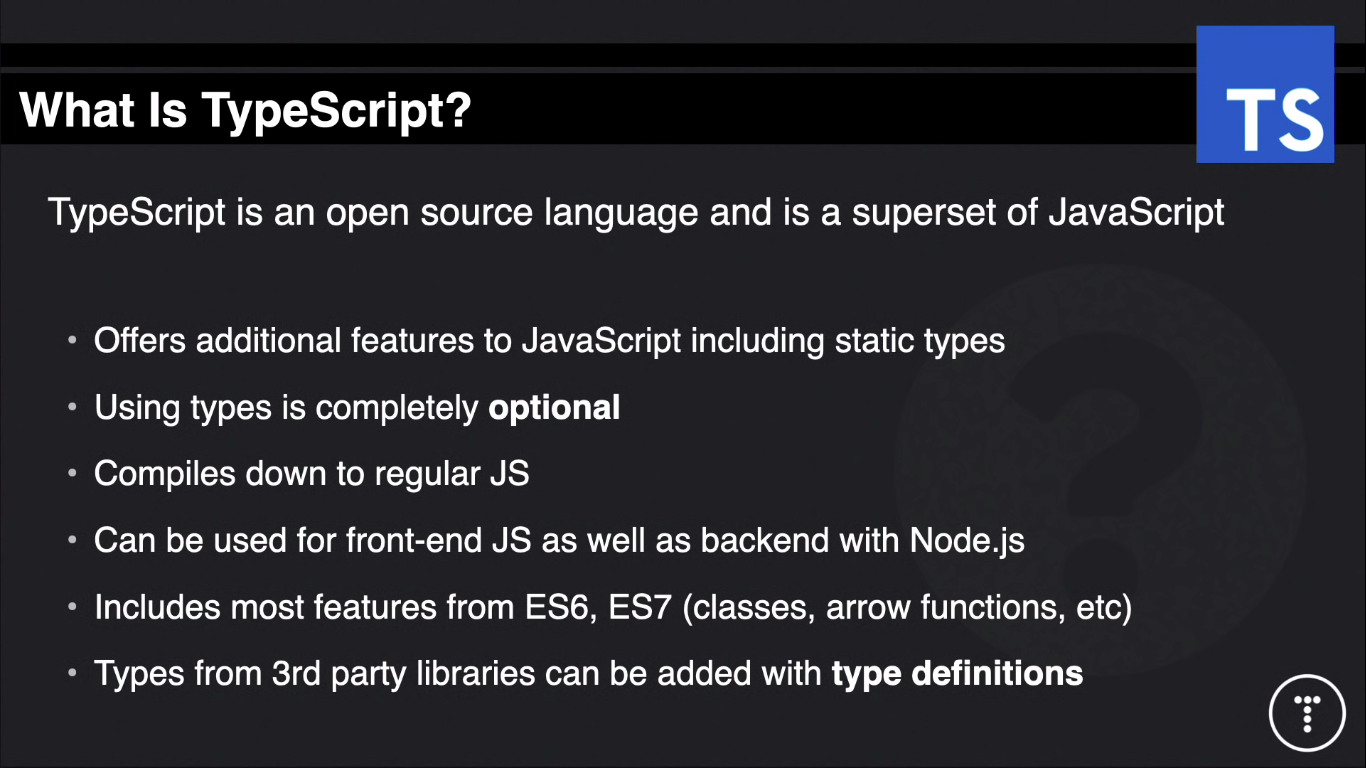 TS
What Is TypeScript?
TypeScript is an open source language and is a superset of JavaScript
• Offers additional features to JavaScript including static types
• Using types is completely optional
• Compiles down to regular JS
• Can be used for front-end JS as well as backend with Node.js
• Includes most features from ES6, ES7 (classes, arrow functions, etc)
• Types from 3rd party libraries can be added with type definitions
T